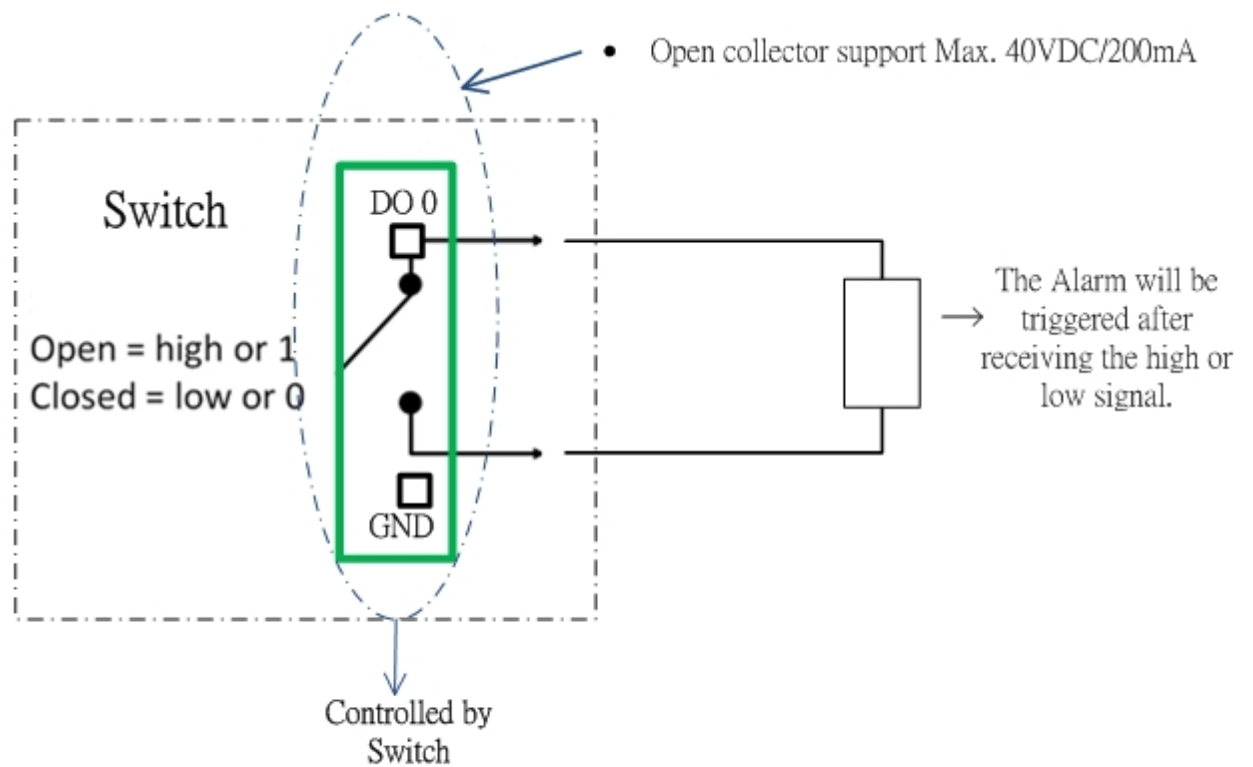 • Open collector support Max. 40VDC/200mA
Switch
DO 0
Open = high or 1
Closed = low or 0
GND
The Alarm will be
triggered after
receiving the high or
low signal.
Controlled by
Switch